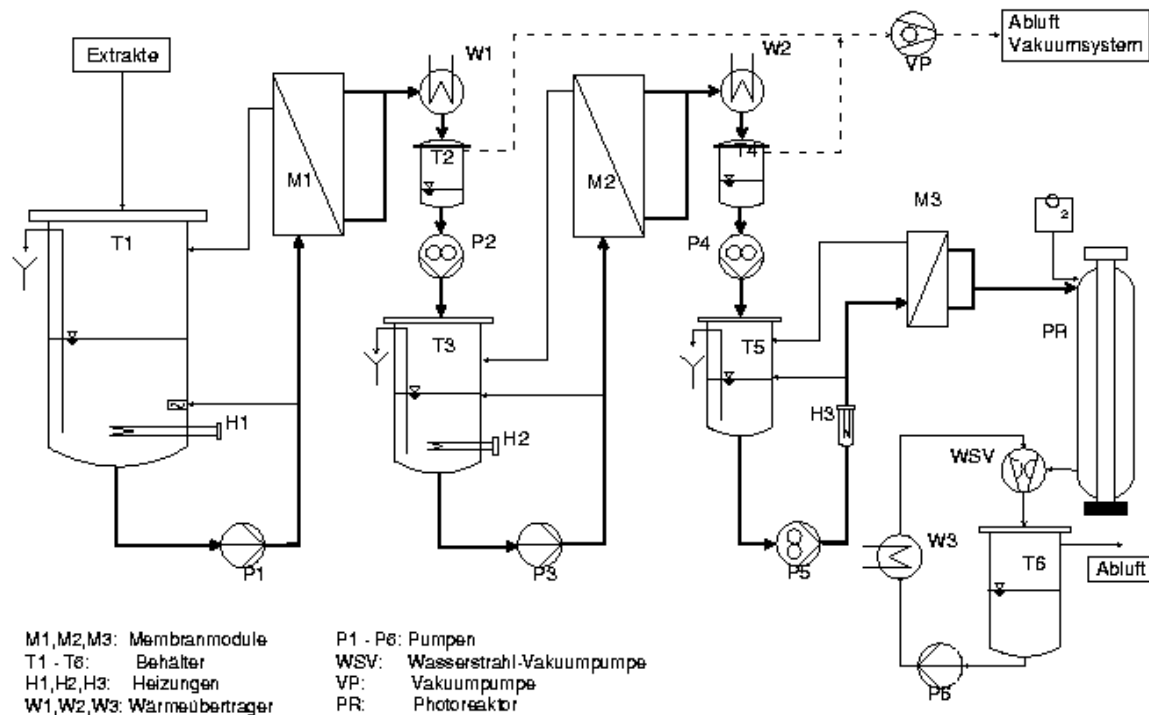 Extrakte
W1
W2
VP
Abluft
Vakuumsystem
T2
T4
M1
M2
M3
2
T1
P2
P4
T3
T5
PR
H1
H2
H3
WSV
P1
P3
P5
W3
T6
Abluft
P6
M1,M2,M3: Membranmodule
T1 - T6: Behälter
H1,H2,H3: Heizungen
W1,W2,W3: Wärmeübertrager
P1 - P6: Pumpen
WSV: Wasserstrahl-Vakuumpumpe
VP: Vakuumpumpe
PR: Photoreaktor